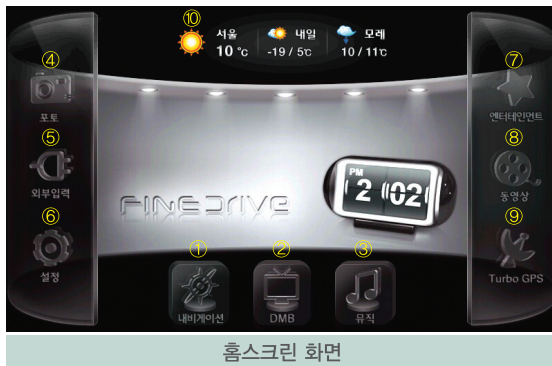 ⑩
서울 내일 모레
10 °c -19 / 5c 10 / 11c
④ ⑦
포토 엔터테인먼트
⑤ ⑧
외부입력 동영상
PM
2 02
FINEDRIVE
⑥ ⑨
설정 Turbo GPS
① ② ③
내비게이션 DMB 뮤직
홈스크린 화면